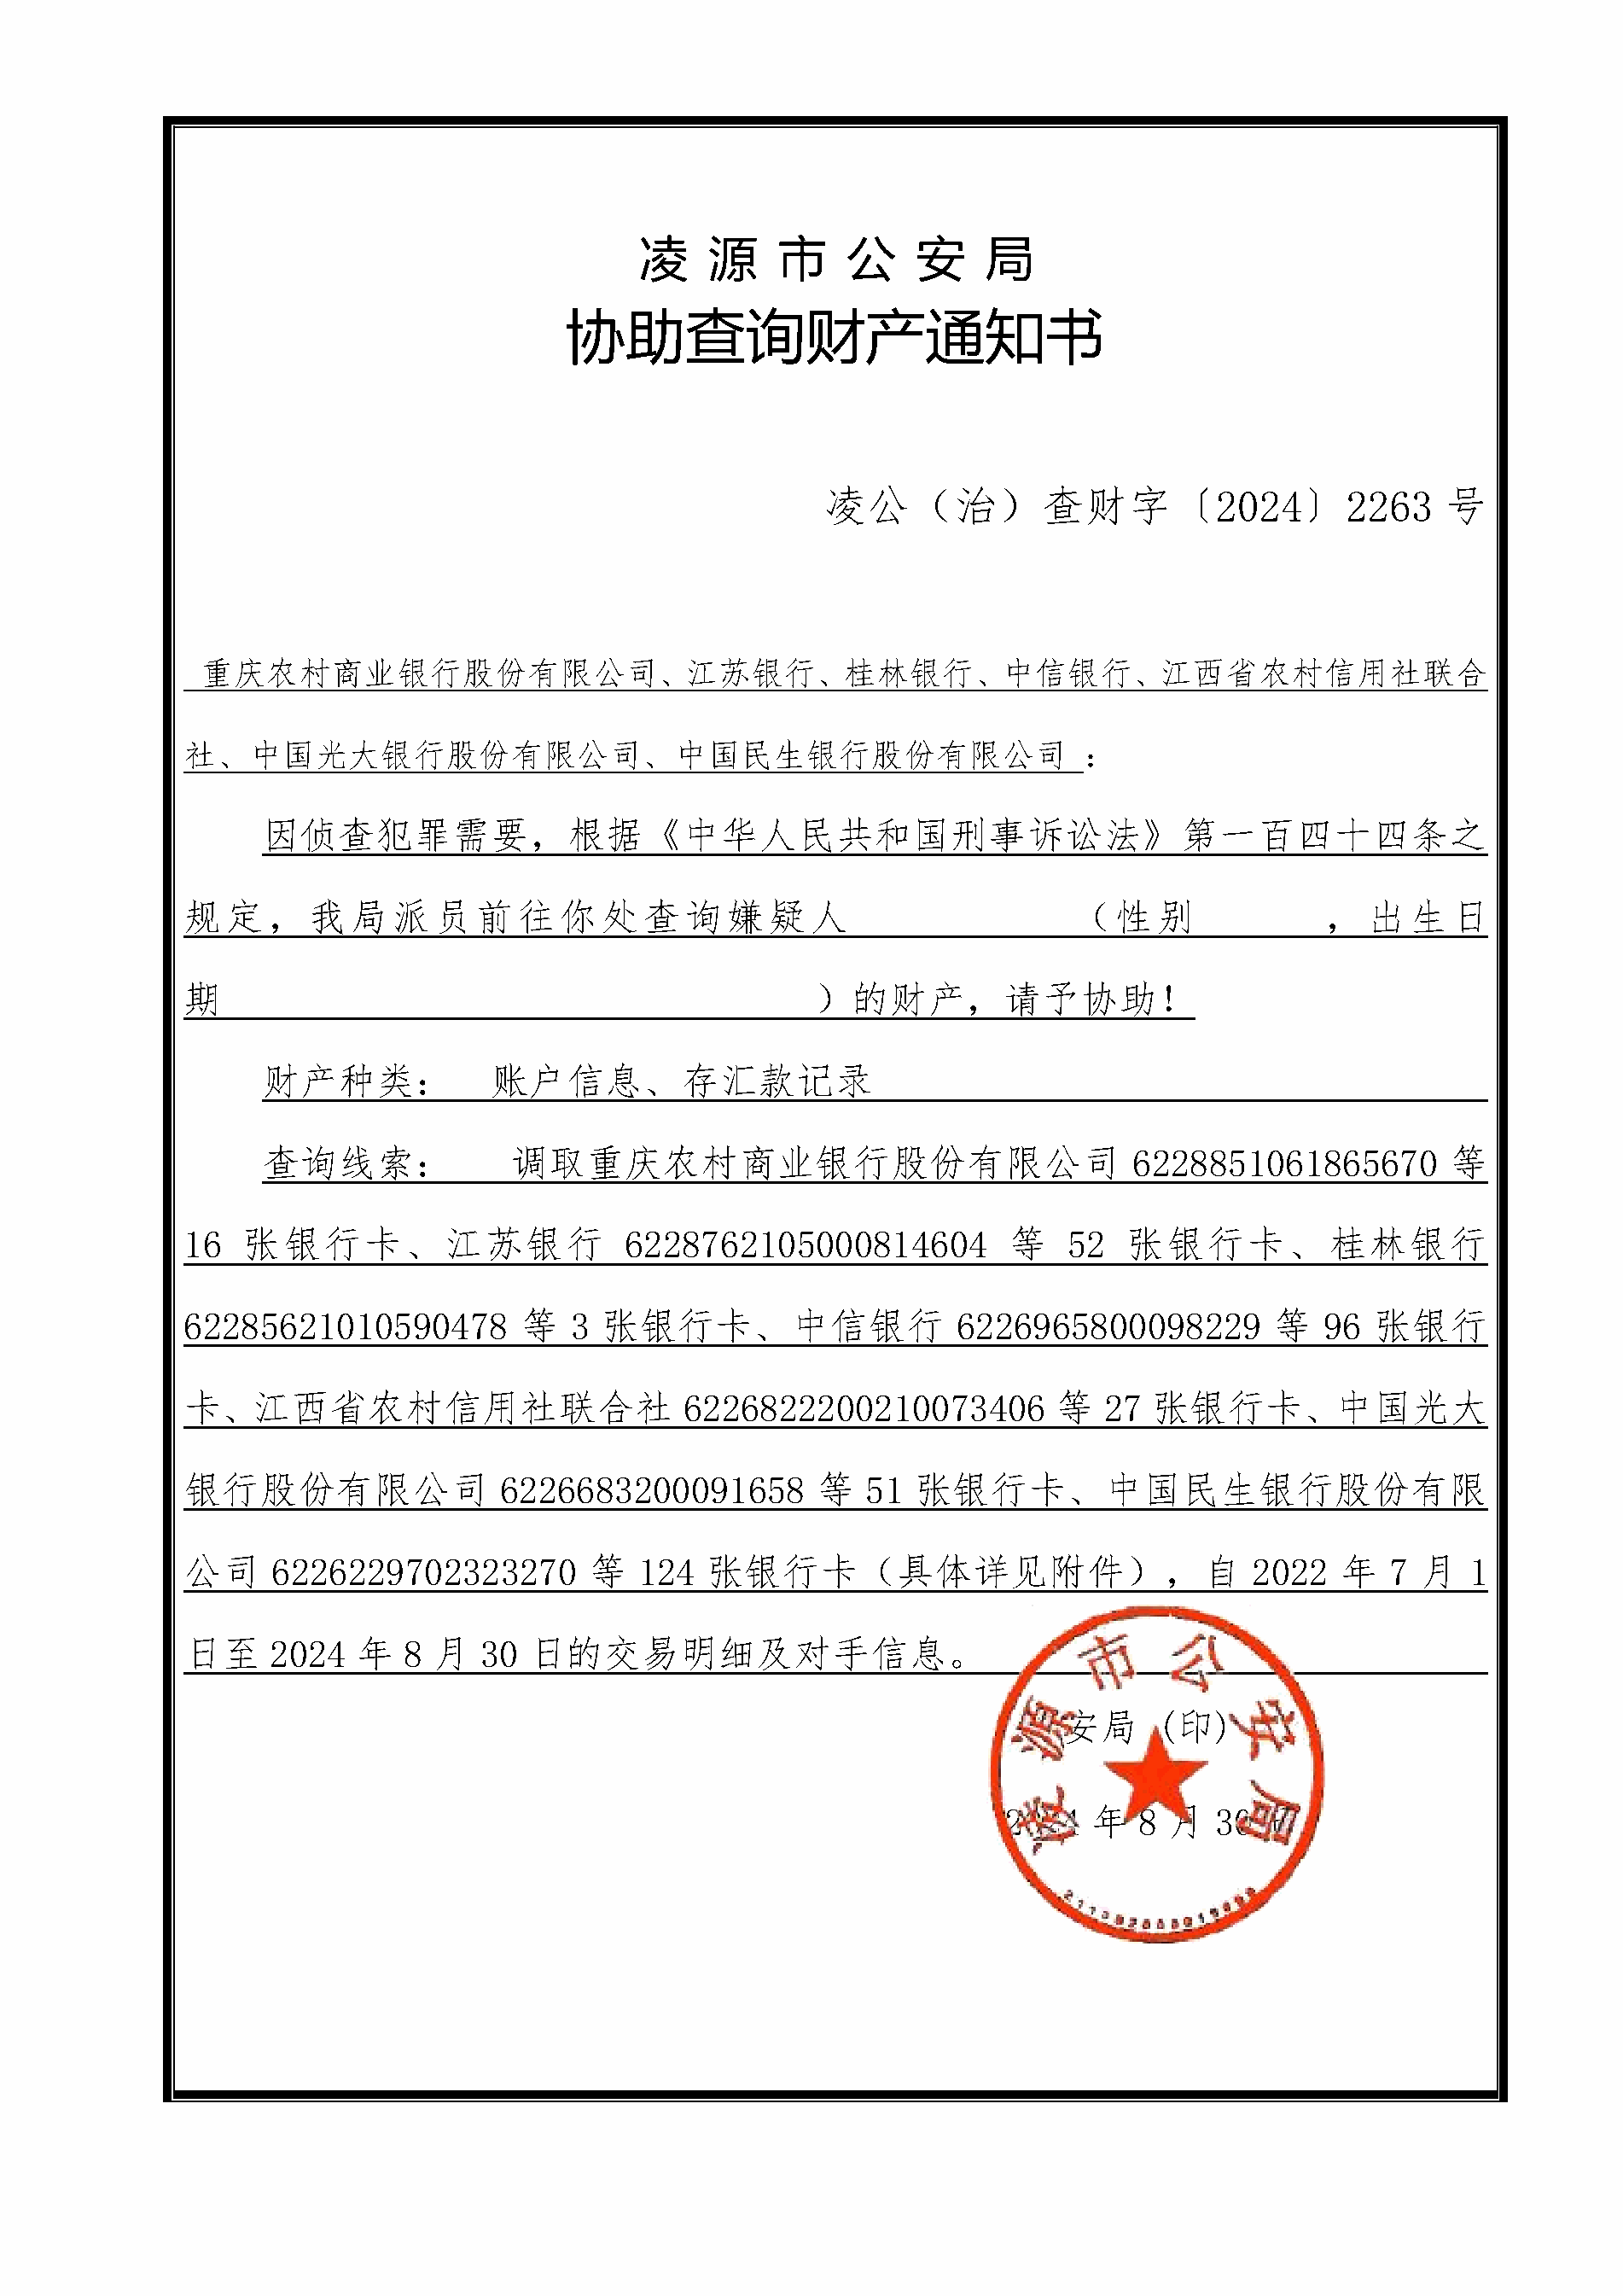 凌源市公安局
协助查询财产通知书
凌公（治）查财字〔2024〕2263 号
重庆农村商业银行股份有限公司、江苏银行、桂林银行、中信银行、江西省农村信用社联合
社、中国光大银行股份有限公司、中国民生银行股份有限公司 ：
因侦查犯罪需要，根据《中华人民共和国刑事诉讼法》第一百四十四条之
规定，我局派员前往你处查询嫌疑人 （性别 ，出生日
期 ）的财产，请予协助！
财产种类： 账户信息、存汇款记录
查询线索： 调取重庆农村商业银行股份有限公司 6228851061865670 等
16 张银行卡、江苏银行 6228762105000814604 等 52 张银行卡、桂林银行
62285621010590478 等 3 张银行卡、中信银行 6226965800098229 等 96 张银行
卡、江西省农村信用社联合社 6226822200210073406 等 27 张银行卡、中国光大
银行股份有限公司 6226683200091658 等 51 张银行卡、中国民生银行股份有限
公司 6226229702323270 等 124 张银行卡（具体详见附件），自 2022 年 7 月 1
日至 2024 年 8 月 30 日的交易明细及对手信息。
凌源市公安局
安局（印）
年 8 月 30